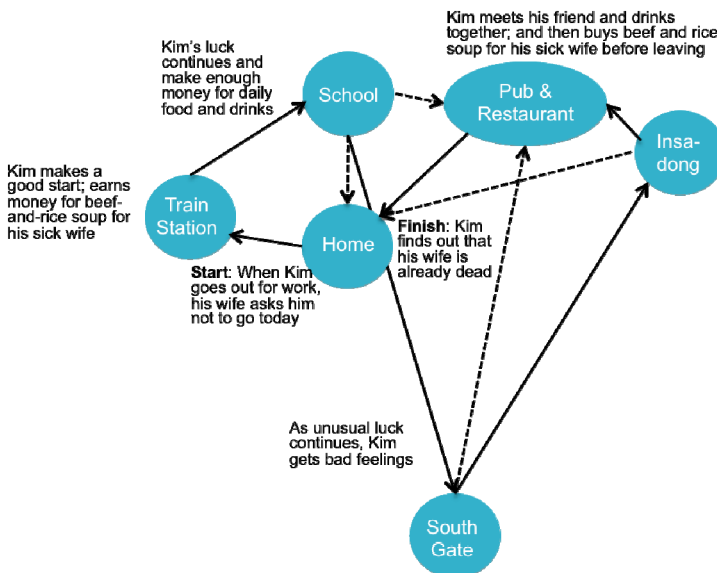 Kim meets his friend and drinks
together; and then buys beef and rice
soup for his sick wife before leaving
Kim's luck
continues and
make enough
money for daily
food and drinks
School
Pub &
Restaurant
Insa-
dong
Kim makes a
good start; earns
money for beef-
and-rice soup for
his sick wife
Train
Station
Home
Finish: Kim
finds out that
his wife is
already dead
Start: When Kim
goes out for work,
his wife asks him
not to go today
As unusual luck
continues, Kim
gets bad feelings
South
Gate